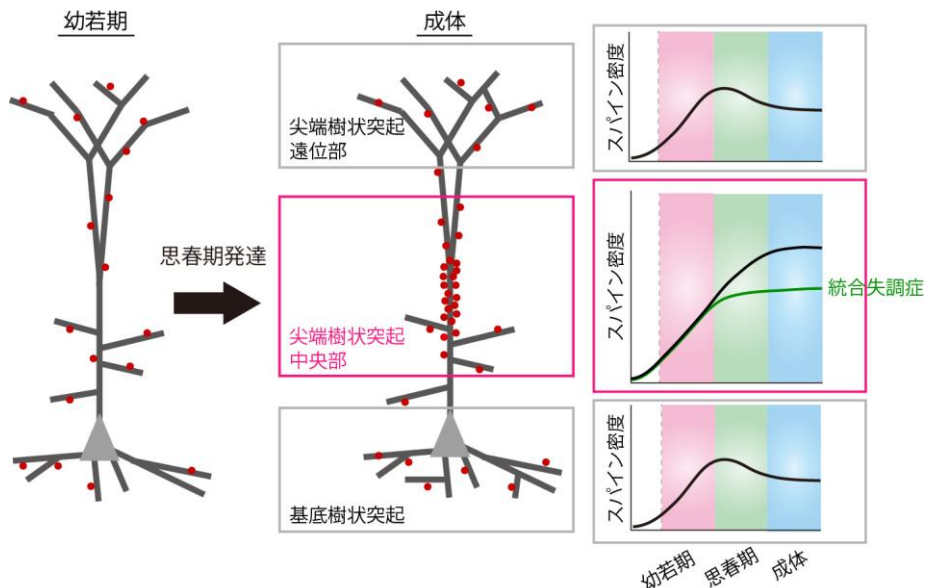 幼若期
成体
思春期発達
尖端樹状突起
遠位部
尖端樹状突起
中央部
基底樹状突起
スパイン密度
スパイン密度
統合失調症
スパイン密度
幼若期
思春期
成体